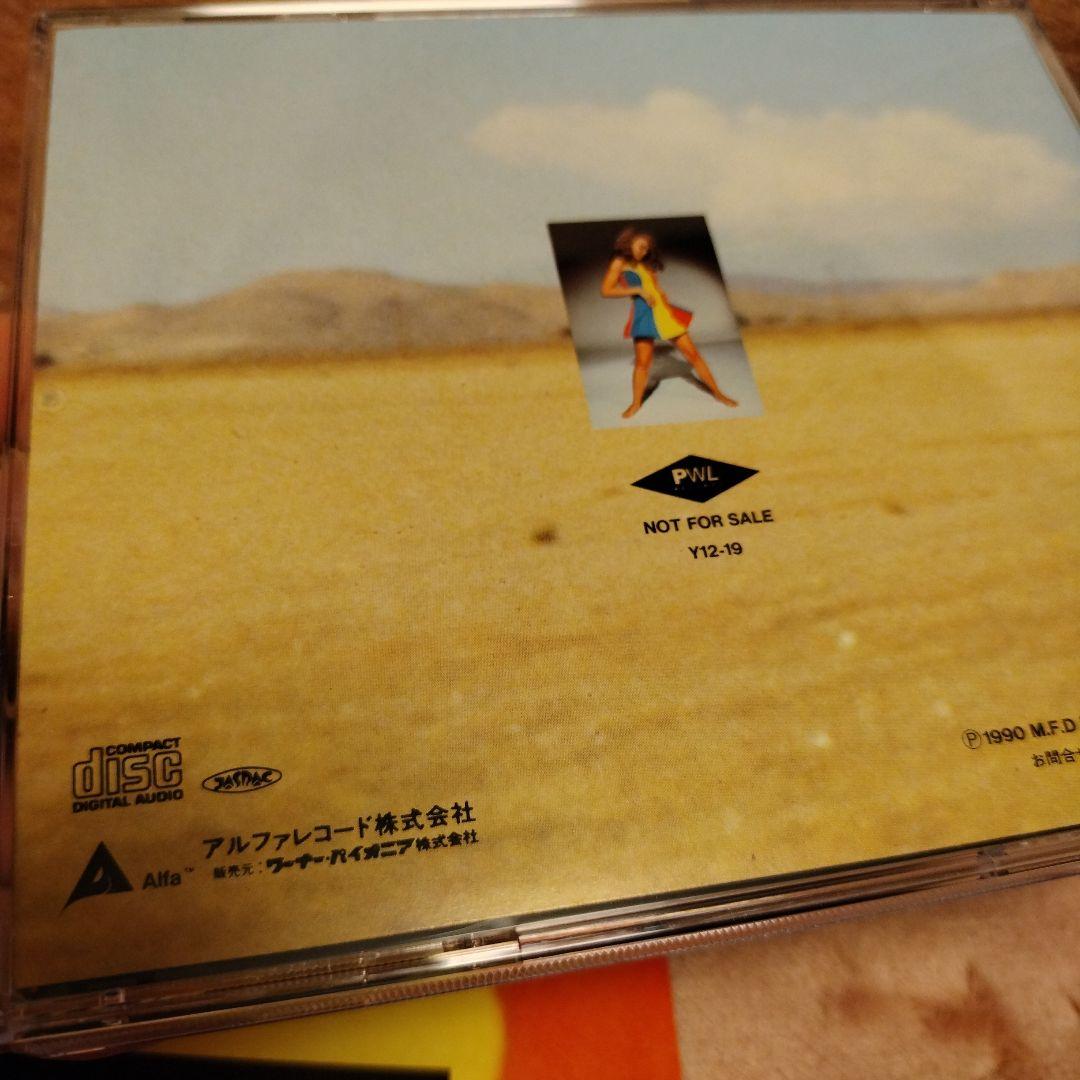 PWL
NOT FOR SALE
Y12-19
COMPACT
disc
DIGITAL AUDIO
JASRAC
Ⓟ1990 M.F.D
お問合
アルファレコード株式会社
販売元:ワーナー・パイオニア株式会社
Alfa™